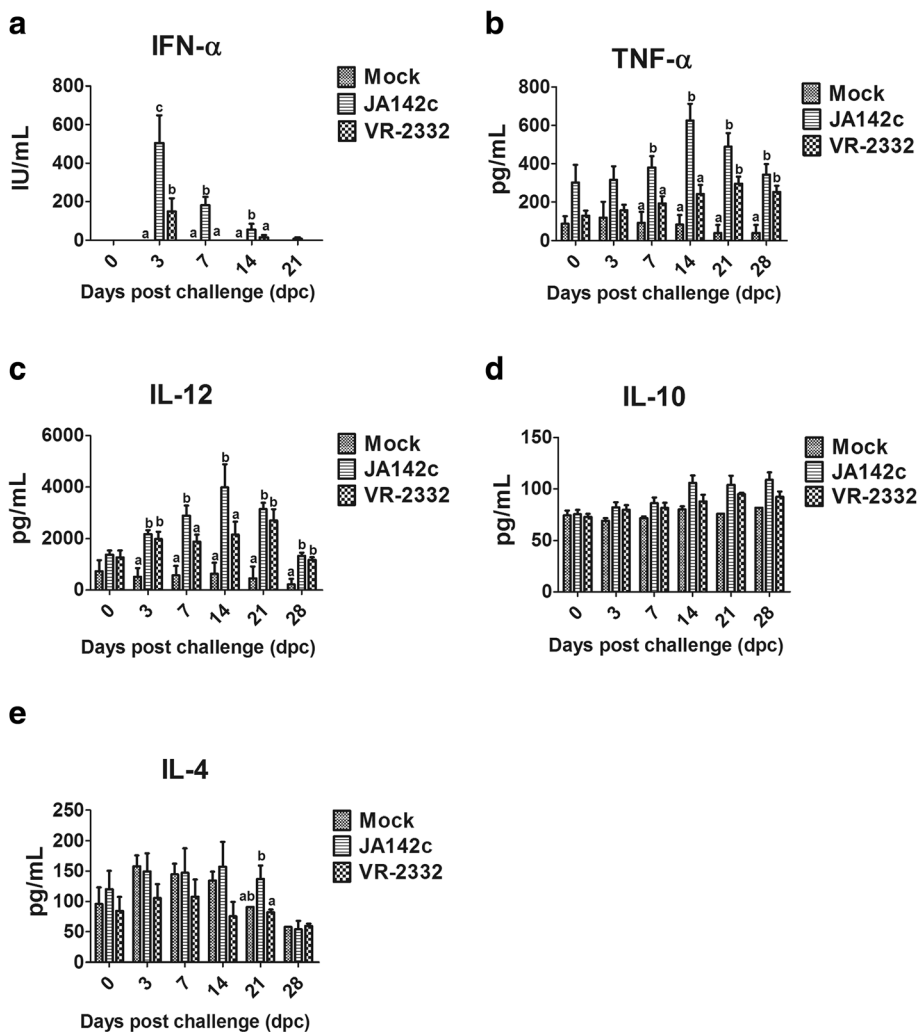 a
IFN-α
800
600
400
200
0
IU/mL
c
b
a
b
a
a
b
a
a
0 3 7 14 21
Days post challenge (dpc)
Mock
JA142c
VR-2332
b
TNF-α
800
600
400
200
0
pg/mL
a
b
a
a
b
a
a
b
b
a
b
b
0 3 7 14 21 28
Days post challenge (dpc)
Mock
JA142c
VR-2332
c
IL-12
6000
4000
2000
0
pg/mL
a
b
b
a
b
a
a
b
a
a
b
b
a
b
b
0 3 7 14 21 28
Days post challenge (dpc)
Mock
JA142c
VR-2332
d
IL-10
150
100
50
0
pg/mL
0 3 7 14 21 28
Days post challenge (dpc)
Mock
JA142c
VR-2332
e
IL-4
250
200
150
100
50
0
pg/mL
ab
b
a
0 3 7 14 21 28
Days post challenge (dpc)
Mock
JA142c
VR-2332